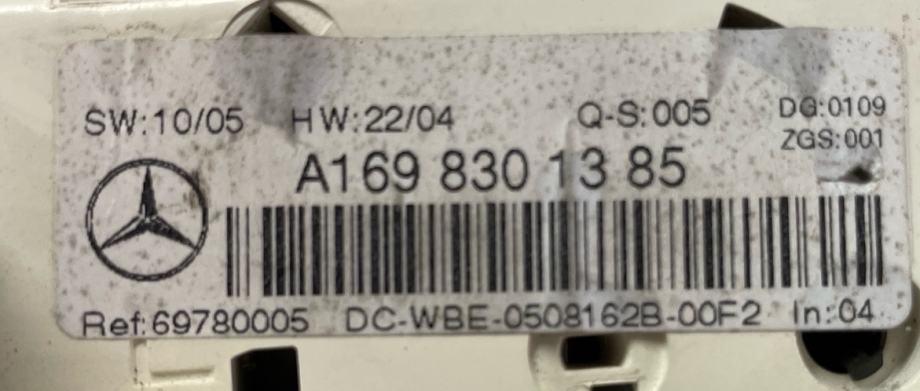 SW:10/05 HW:22/04 Q-S:005 DG:0109
ZGS:001
A169 830 13 85
Ref:69780005 DC-WBE-0508162B-00F2 In:04